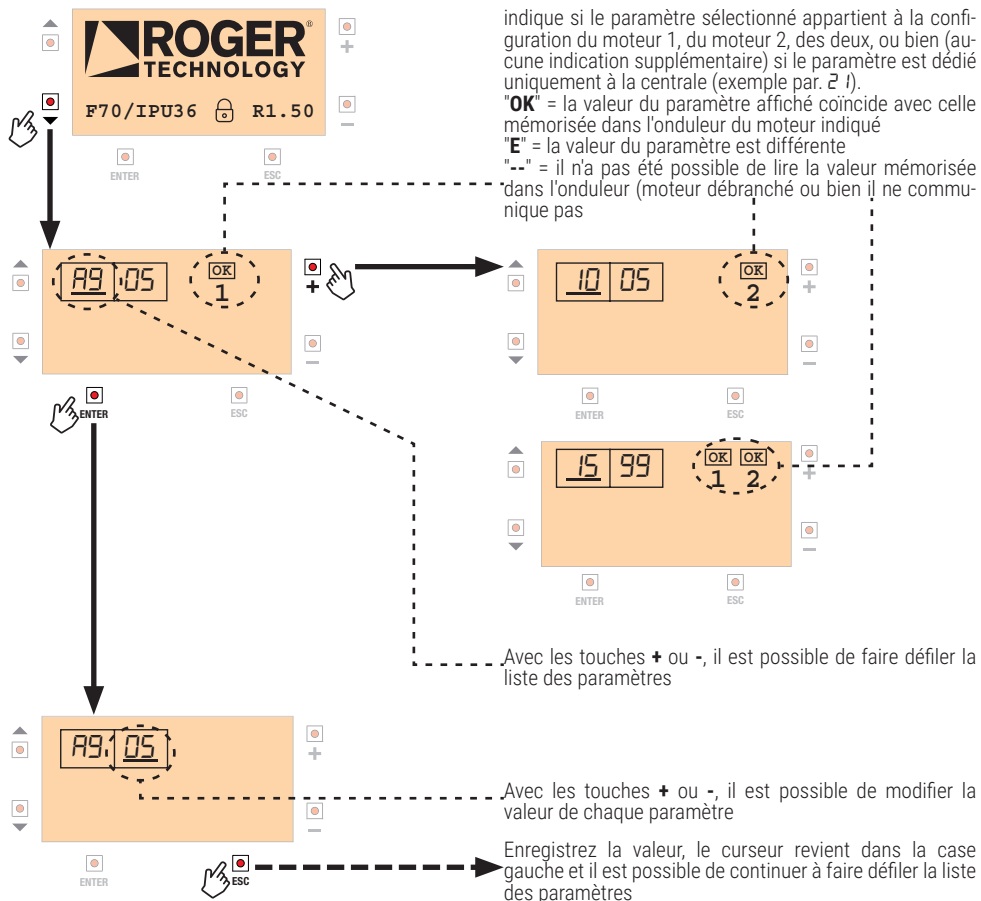 indique si le paramètre sélectionné appartient à la confi-
guration du moteur 1, du moteur 2, des deux, ou bien (au-
cune indication supplémentaire) si le paramètre est dédié
uniquement à la centrale (exemple par. 21).
"OK" = la valeur du paramètre affiché coïncide avec celle
mémorisée dans l'onduleur du moteur indiqué
"E" = la valeur du paramètre est différente
"--" = il n'a pas été possible de lire la valeur mémorisée
dans l'onduleur (moteur débranché ou bien il ne commu-
nique pas
ROGER®
TECHNOLOGY
F70/IPU36 R1.50
+
-
ENTER ESC
A9 05 OK
1
+
-
ENTER ESC
10 05 OK
2
+
-
ENTER ESC
15 99 OK OK
1 2
+
-
ENTER ESC
Avec les touches + ou -, il est possible de faire défiler la
liste des paramètres
A9 05
+
-
ENTER ESC
Avec les touches + ou -, il est possible de modifier la
valeur de chaque paramètre
Enregistrez la valeur, le curseur revient dans la case
gauche et il est possible de continuer à faire défiler la liste
des paramètres